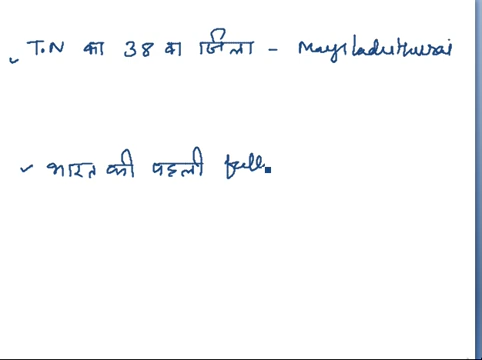 T.N का 38 वा जिला - Mayiladuthurai
भारत की पहली full